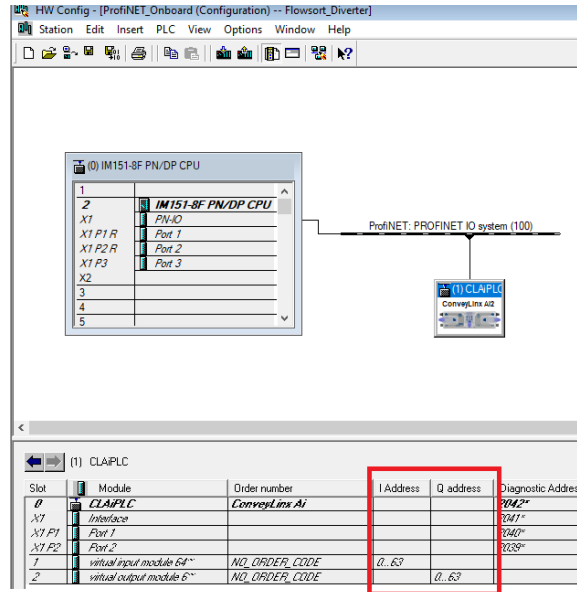 HW Config - [ProfiNET_Onboard (Configuration) -- Flowsort_Diverter]
Station Edit Insert PLC View Options Window Help
(0) IM151-8F PN/DP CPU
1
2 IM151-8F PN/DP CPU
X1 PN-IO
X1 P1 R Port 1
X1 P2 R Port 2
X1 P3 Port 3
X2
3
4
5
ProfiNET: PROFINET IO system (100)
(1) CLAiPLC
ConveyLinx Ai2
(1) CLAiPLC
Slot Module Order number I Address Q address Diagnostic Addres
0 CLAiPLC ConveyLinx Ai 2042*
X1 Interface 2041*
X1 P1 Port 1 2040*
X1 P2 Port 2 2039*
1 virtual input module 64~ NO_ORDER_CODE 0...63
2 virtual output module 6~ NO_ORDER_CODE 0...63